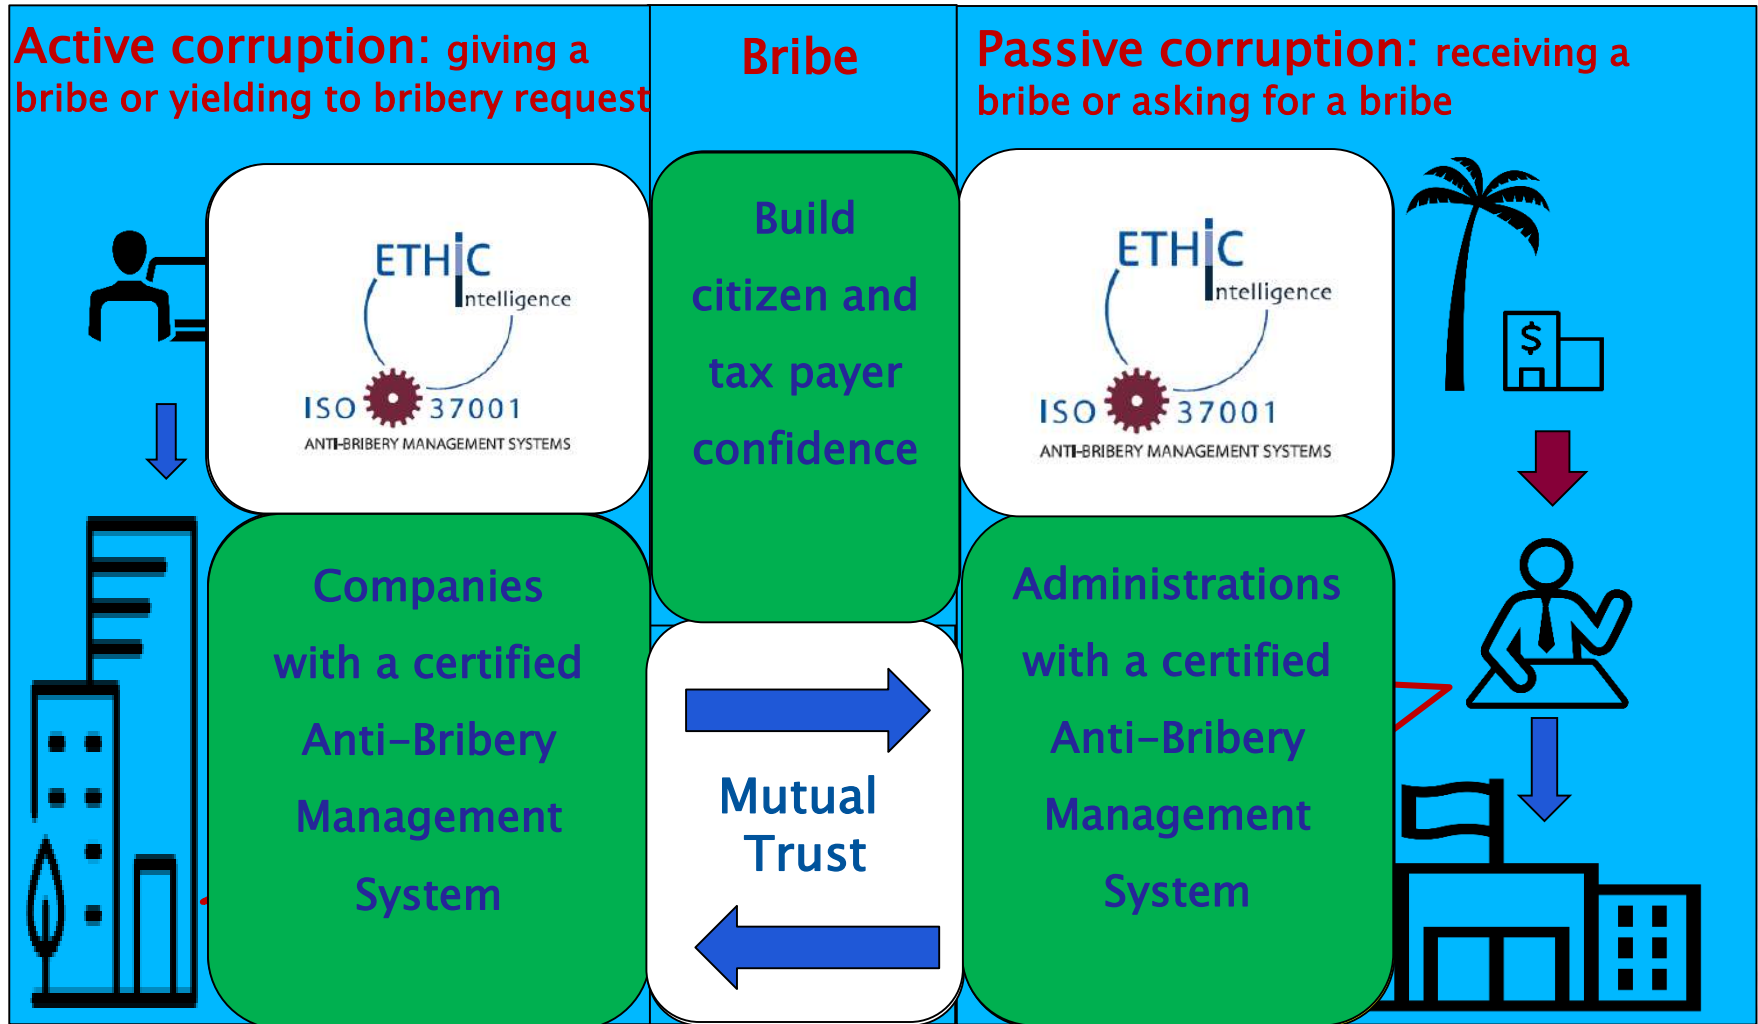 Active corruption: giving a
bribe or yielding to bribery request
Bribe
Passive corruption: receiving a
bribe or asking for a bribe
ETHiC
Intelligence
ISO 37001
ANTI-BRIBERY MANAGEMENT SYSTEMS
Build
citizen and
tax payer
confidence
ETHiC
Intelligence
ISO 37001
ANTI-BRIBERY MANAGEMENT SYSTEMS
$
Companies
with a certified
Anti-Bribery
Management
System
Mutual
Trust
Administrations
with a certified
Anti-Bribery
Management
System